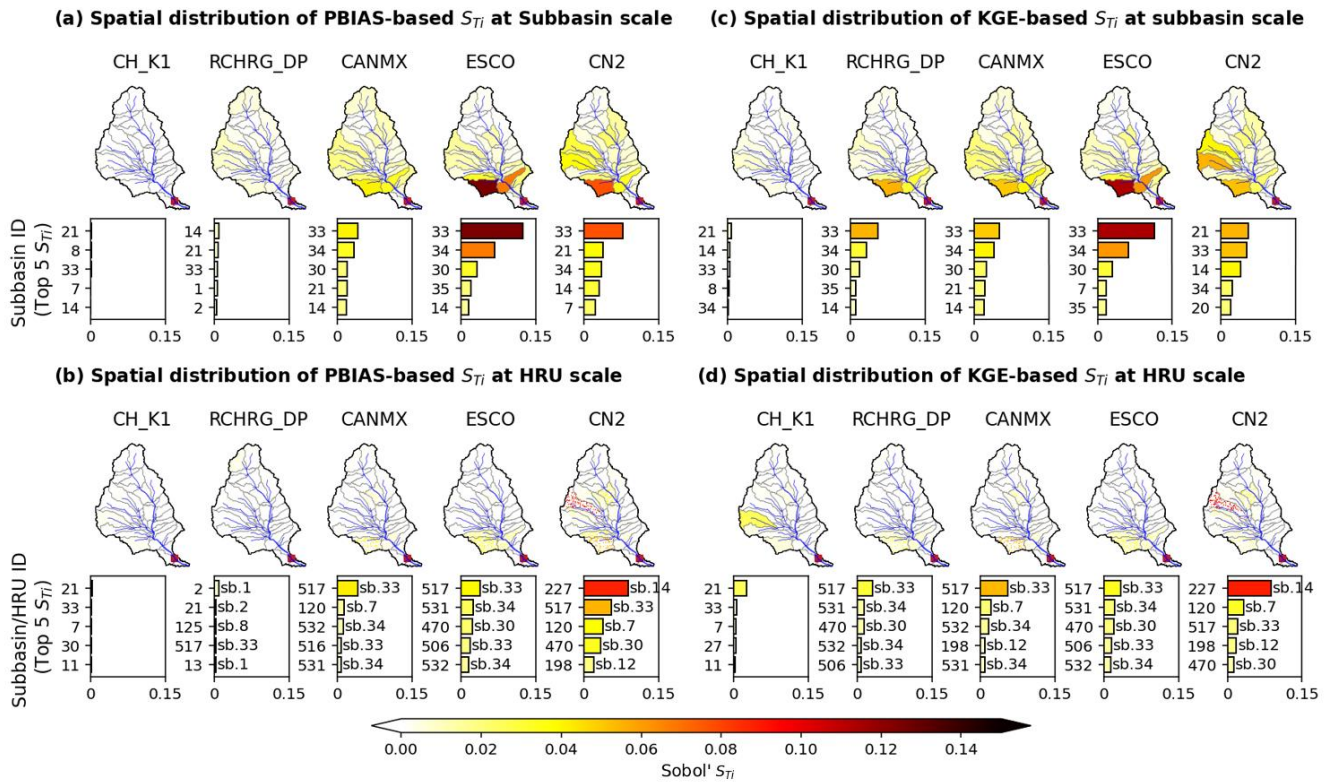 (a) Spatial distribution of PBIAS-based S_Ti at Subbasin scale
CH_K1 RCHRG_DP CANMX ESCO CN2
Subbasin ID
(Top 5 S_Ti)
21 14 33 33 33
8 21 34 34 21
33 33 30 30 34
7 1 21 35 14
14 2 14 14 7
0 0.15 0 0.15 0 0.15 0 0.15 0 0.15
(c) Spatial distribution of KGE-based S_Ti at subbasin scale
CH_K1 RCHRG_DP CANMX ESCO CN2
21 33 33 33 21
14 34 34 34 33
33 30 30 30 14
8 35 21 7 34
34 14 14 35 20
0 0.15 0 0.15 0 0.15 0 0.15 0 0.15
(b) Spatial distribution of PBIAS-based S_Ti at HRU scale
CH_K1 RCHRG_DP CANMX ESCO CN2
Subbasin/HRU ID
(Top 5 S_Ti)
21 2 sb.1 517 sb.33 517 sb.33 227 sb.14
33 21 sb.2 120 sb.7 531 sb.34 517 sb.33
7 125 sb.8 532 sb.34 470 sb.30 120 sb.7
30 517 sb.33 516 sb.33 506 sb.33 470 sb.30
11 13 sb.1 531 sb.34 532 sb.34 198 sb.12
0 0.15 0 0.15 0 0.15 0 0.15 0 0.15
(d) Spatial distribution of KGE-based S_Ti at HRU scale
CH_K1 RCHRG_DP CANMX ESCO CN2
21 517 sb.33 517 sb.33 517 sb.33 227 sb.14
33 531 sb.34 120 sb.7 531 sb.34 120 sb.7
7 470 sb.30 532 sb.34 470 sb.30 517 sb.33
27 532 sb.34 198 sb.12 506 sb.33 198 sb.12
11 506 sb.33 531 sb.34 532 sb.34 470 sb.30
0 0.15 0 0.15 0 0.15 0 0.15 0 0.15
0.00 0.02 0.04 0.06 0.08 0.10 0.12 0.14
Sobol' S_Ti